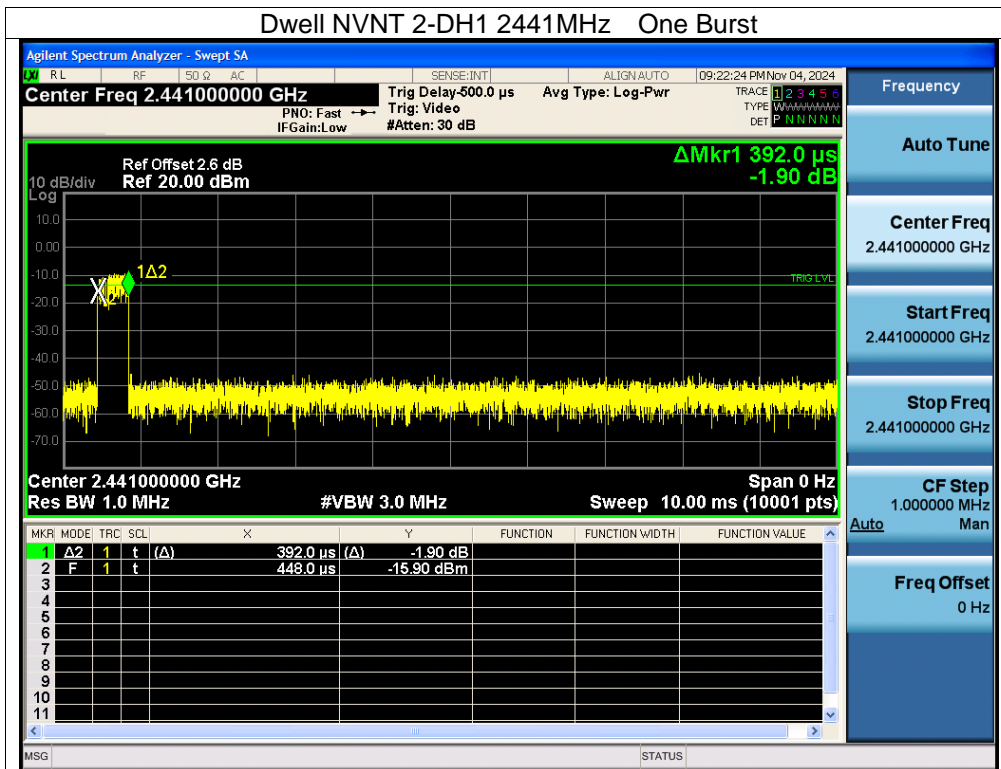 Dwell NVNT 2-DH1 2441MHz One Burst
Agilent Spectrum Analyzer - Swept SA
LXI RL RF 50 Ω AC SENSE:INT ALIGN AUTO 09:22:24 PM Nov 04, 2024
Center Freq 2.441000000 GHz
PNO: Fast
IFGain:Low
Trig Delay-500.0 µs
Trig: Video
#Atten: 30 dB
Avg Type: Log-Pwr
TRACE 1 2 3 4 5 6
TYPE WWWWWW
DET P N N N N N
Ref Offset 2.6 dB
Ref 20.00 dBm
10 dB/div
Log
ΔMkr1 392.0 µs
-1.90 dB
10.0
0.00
-10.0
-20.0
-30.0
-40.0
-50.0
-60.0
-70.0
1Δ2
X2
TRIG LVL
Center 2.441000000 GHz Span 0 Hz
Res BW 1.0 MHz #VBW 3.0 MHz Sweep 10.00 ms (10001 pts)
MKR MODE TRC SCL X Y FUNCTION FUNCTION WIDTH FUNCTION VALUE
1 Δ2 1 t (Δ) 392.0 µs (Δ) -1.90 dB
2 F 1 t 448.0 µs -15.90 dBm
3
4
5
6
7
8
9
10
11
MSG STATUS
Frequency
Auto Tune
Center Freq
2.441000000 GHz
Start Freq
2.441000000 GHz
Stop Freq
2.441000000 GHz
CF Step
1.000000 MHz
Auto Man
Freq Offset
0 Hz